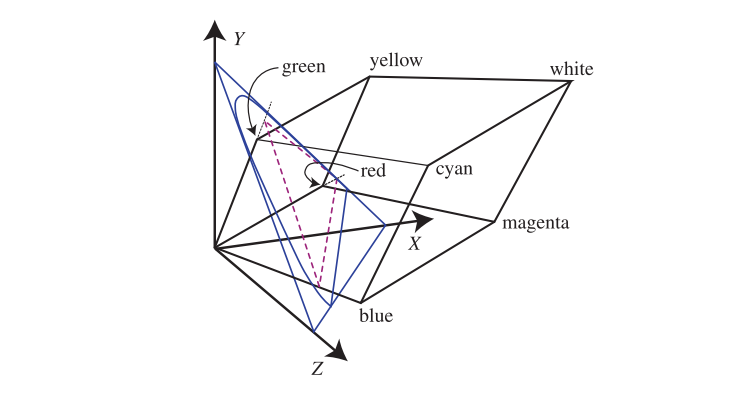 Y
green
yellow
white
red
cyan
magenta
X
blue
Z